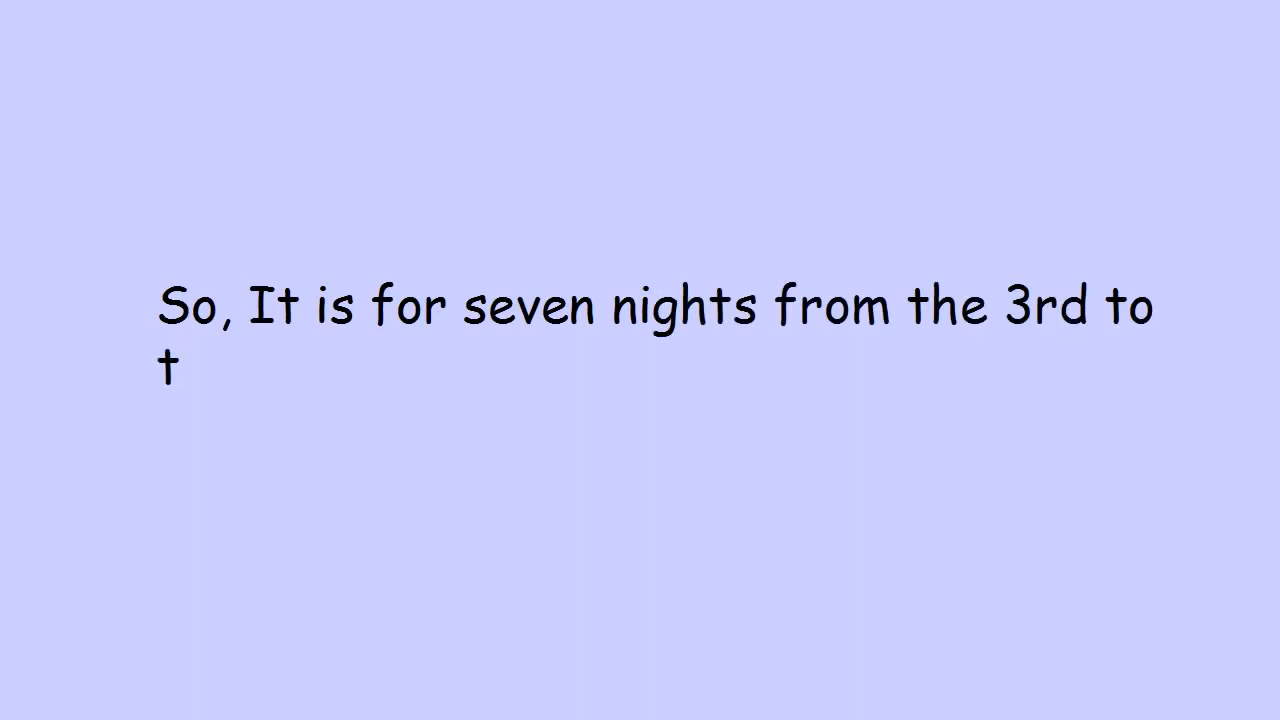 So, It is for seven nights from the 3rd to
t